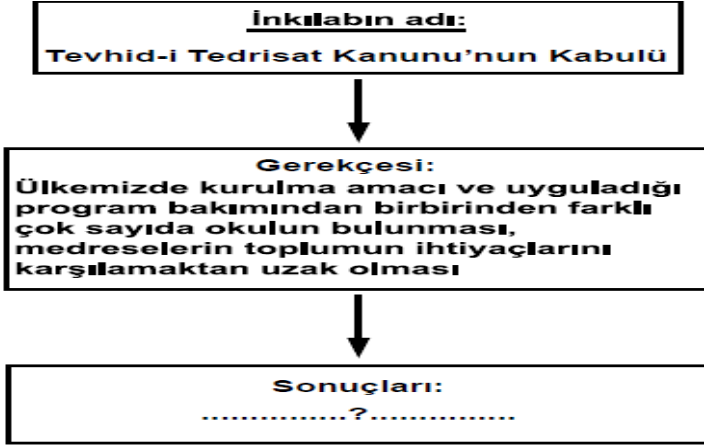 İnkılabın adı:
Tevhid-i Tedrisat Kanunu’nun Kabulü
Gerekçesi:
Ülkemizde kurulma amacı ve uyguladığı
program bakımından birbirinden farklı
çok sayıda okulun bulunması,
medreselerin toplumun ihtiyaçlarını
karşılamaktan uzak olması
Sonuçları:
...............?...............